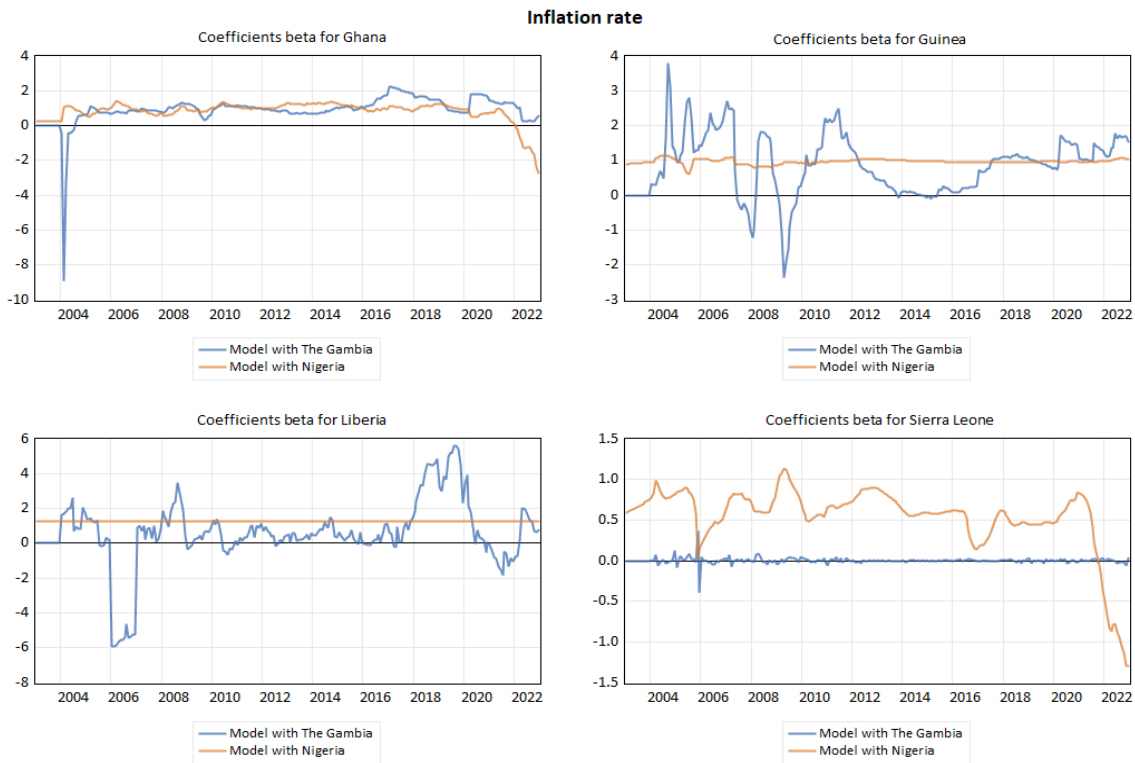 Inflation rate
Coefficients beta for Ghana
4
2
0
-2
-4
-6
-8
-10
2004 2006 2008 2010 2012 2014 2016 2018 2020 2022
Model with The Gambia
Model with Nigeria
Coefficients beta for Guinea
4
3
2
1
0
-1
-2
-3
2004 2006 2008 2010 2012 2014 2016 2018 2020 2022
Model with The Gambia
Model with Nigeria
Coefficients beta for Liberia
6
4
2
0
-2
-4
-6
-8
2004 2006 2008 2010 2012 2014 2016 2018 2020 2022
Model with The Gambia
Model with Nigeria
Coefficients beta for Sierra Leone
1.5
1.0
0.5
0.0
-0.5
-1.0
-1.5
2004 2006 2008 2010 2012 2014 2016 2018 2020 2022
Model with The Gambia
Model with Nigeria